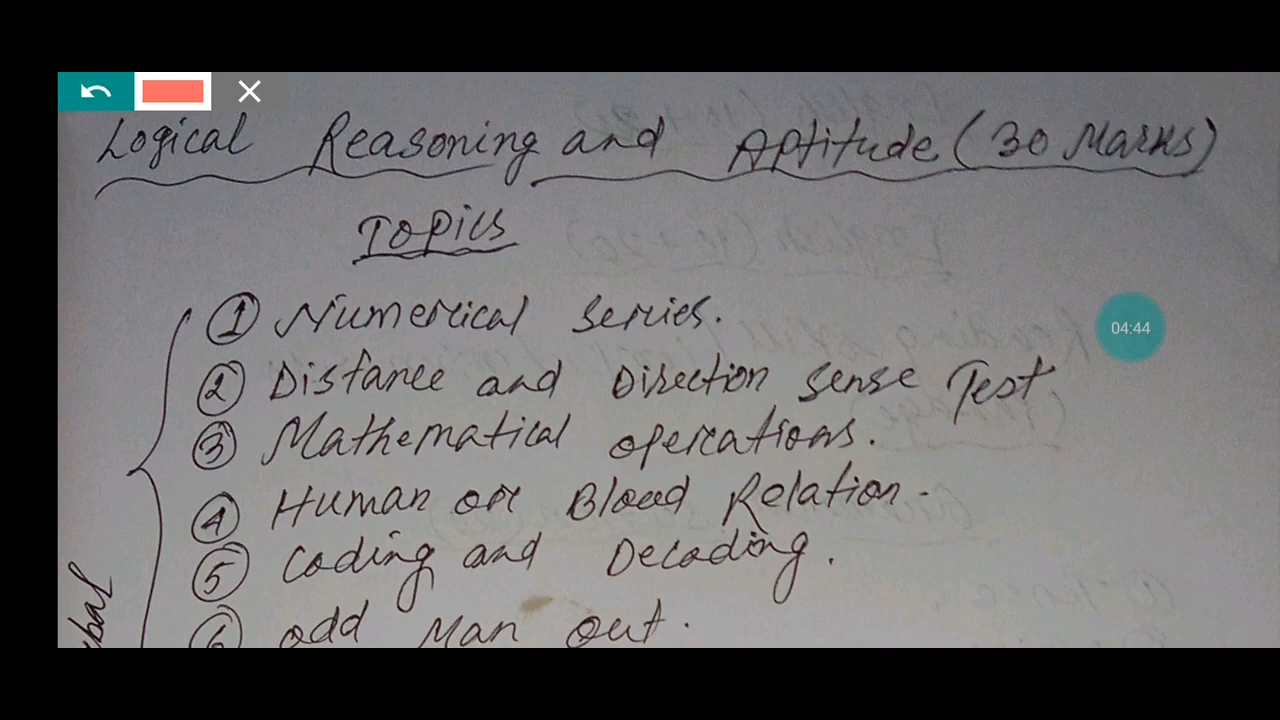 Logical Reasoning and Aptitude (30 Marks)
Topics
① Numerical series.
② Distance and Direction sense Test
③ Mathematical operations.
④ Human or Blood Relation.
⑤ Coding and Decoding.
⑥ odd Man out.
04:44